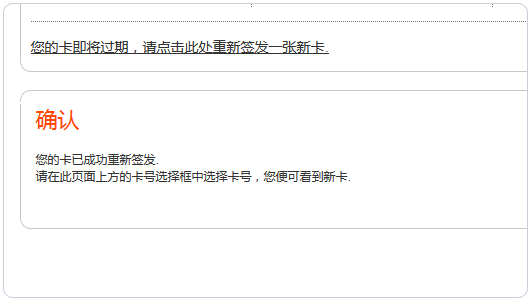 您的卡即将过期，请点击此处重新签发一张新卡.
确认
您的卡已成功重新签发.
请在此页面上方的卡号选择框中选择卡号，您便可看到新卡.